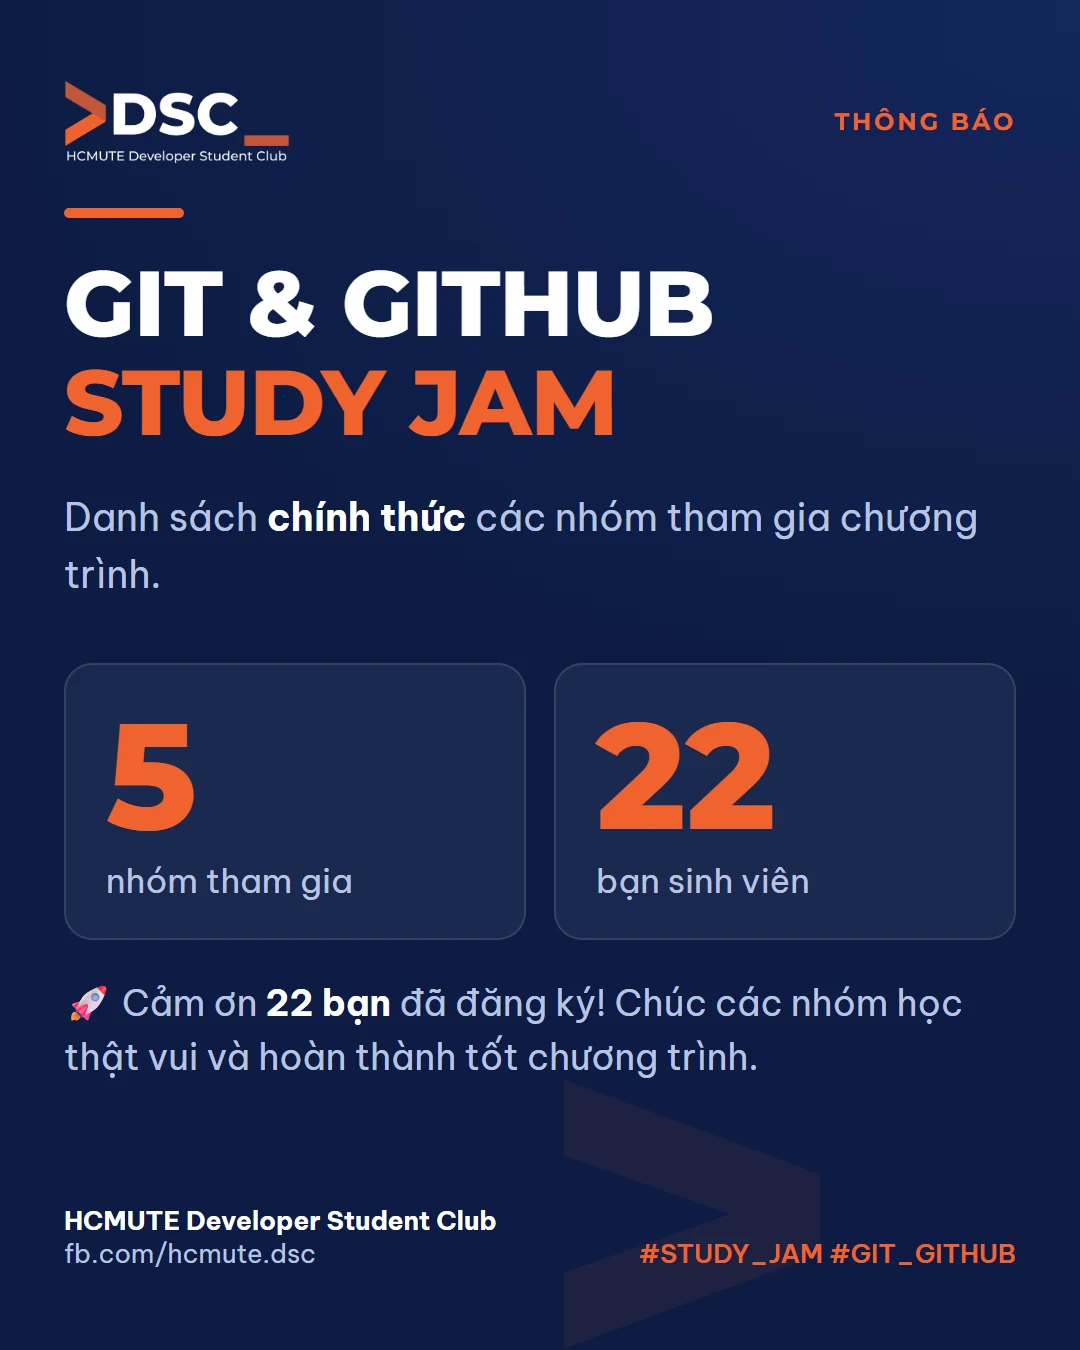 DSC_
HCMUTE Developer Student Club
THÔNG BÁO
GIT & GITHUB
STUDY JAM
Danh sách chính thức các nhóm tham gia chương
trình.
5
nhóm tham gia
22
bạn sinh viên
🚀 Cảm ơn 22 bạn đã đăng ký! Chúc các nhóm học
thật vui và hoàn thành tốt chương trình.
HCMUTE Developer Student Club
fb.com/hcmute.dsc
#STUDY_JAM #GIT_GITHUB